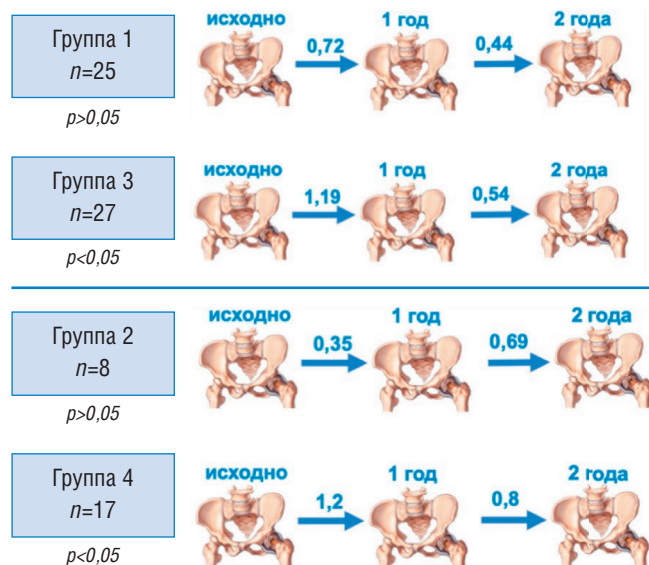 Группа 1
n=25
p>0,05
исходно 1 год 2 года
0,72 0,44
Группа 3
n=27
p<0,05
исходно 1 год 2 года
1,19 0,54
Группа 2
n=8
p>0,05
исходно 1 год 2 года
0,35 0,69
Группа 4
n=17
p<0,05
исходно 1 год 2 года
1,2 0,8